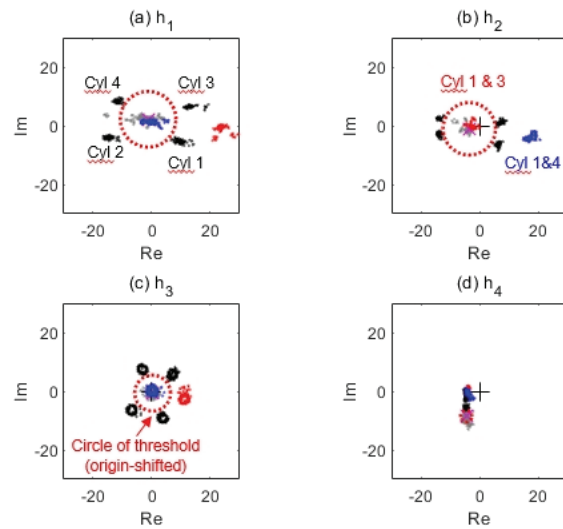 (a) h1
(b) h2
Im
20
0
-20
Cyl 4
Cyl 3
Cyl 2
Cyl 1
-20
0
20
Re
Im
20
0
-20
Cyl 1 & 3
Cyl 1&4
-20
0
20
Re
(c) h3
(d) h4
Im
20
0
-20
Circle of threshold
(origin-shifted)
-20
0
20
Re
Im
20
0
-20
-20
0
20
Re